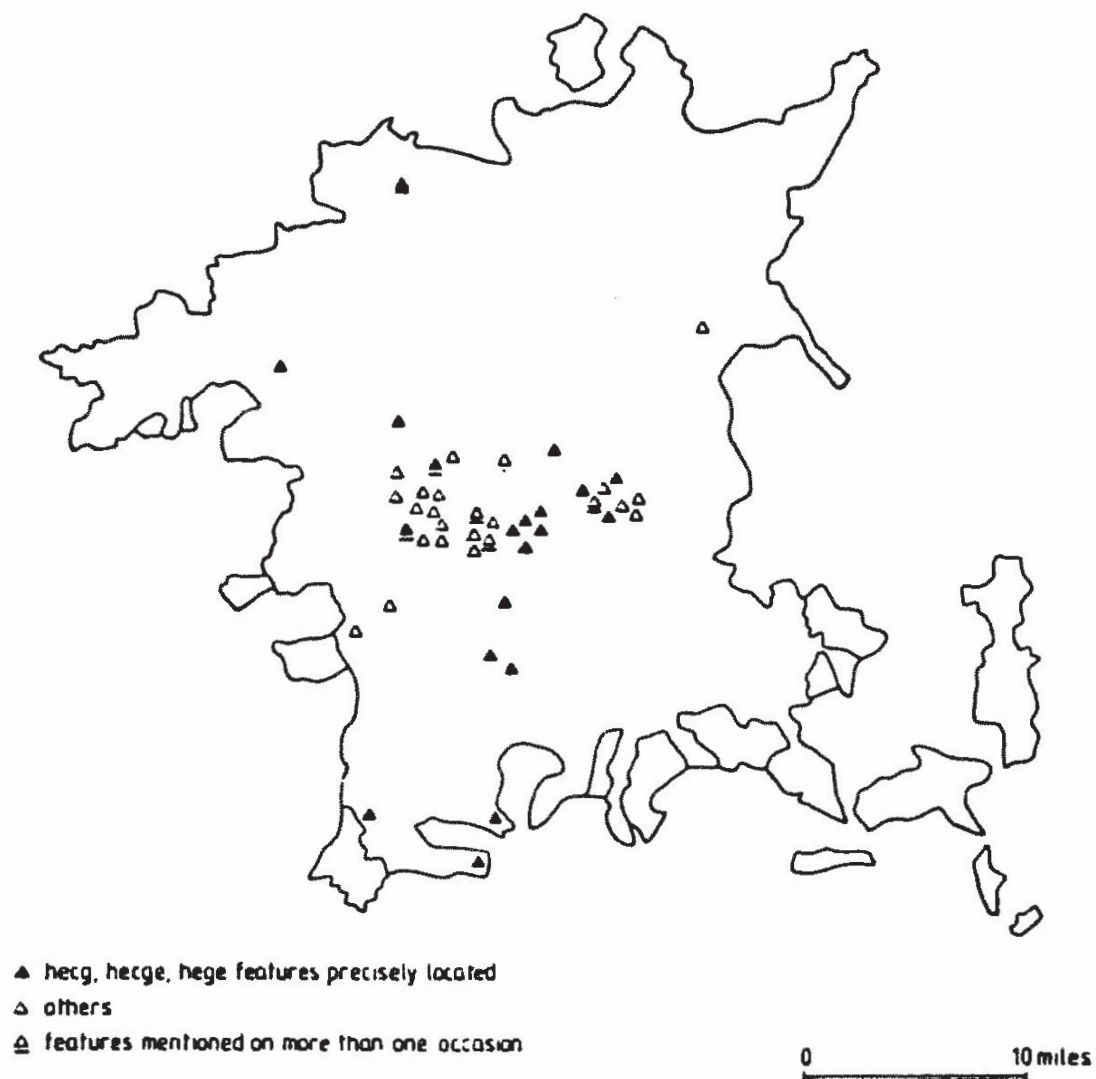 hecg, hecge, hege features precisely located
others
features mentioned on more than one occasion
0 10 miles